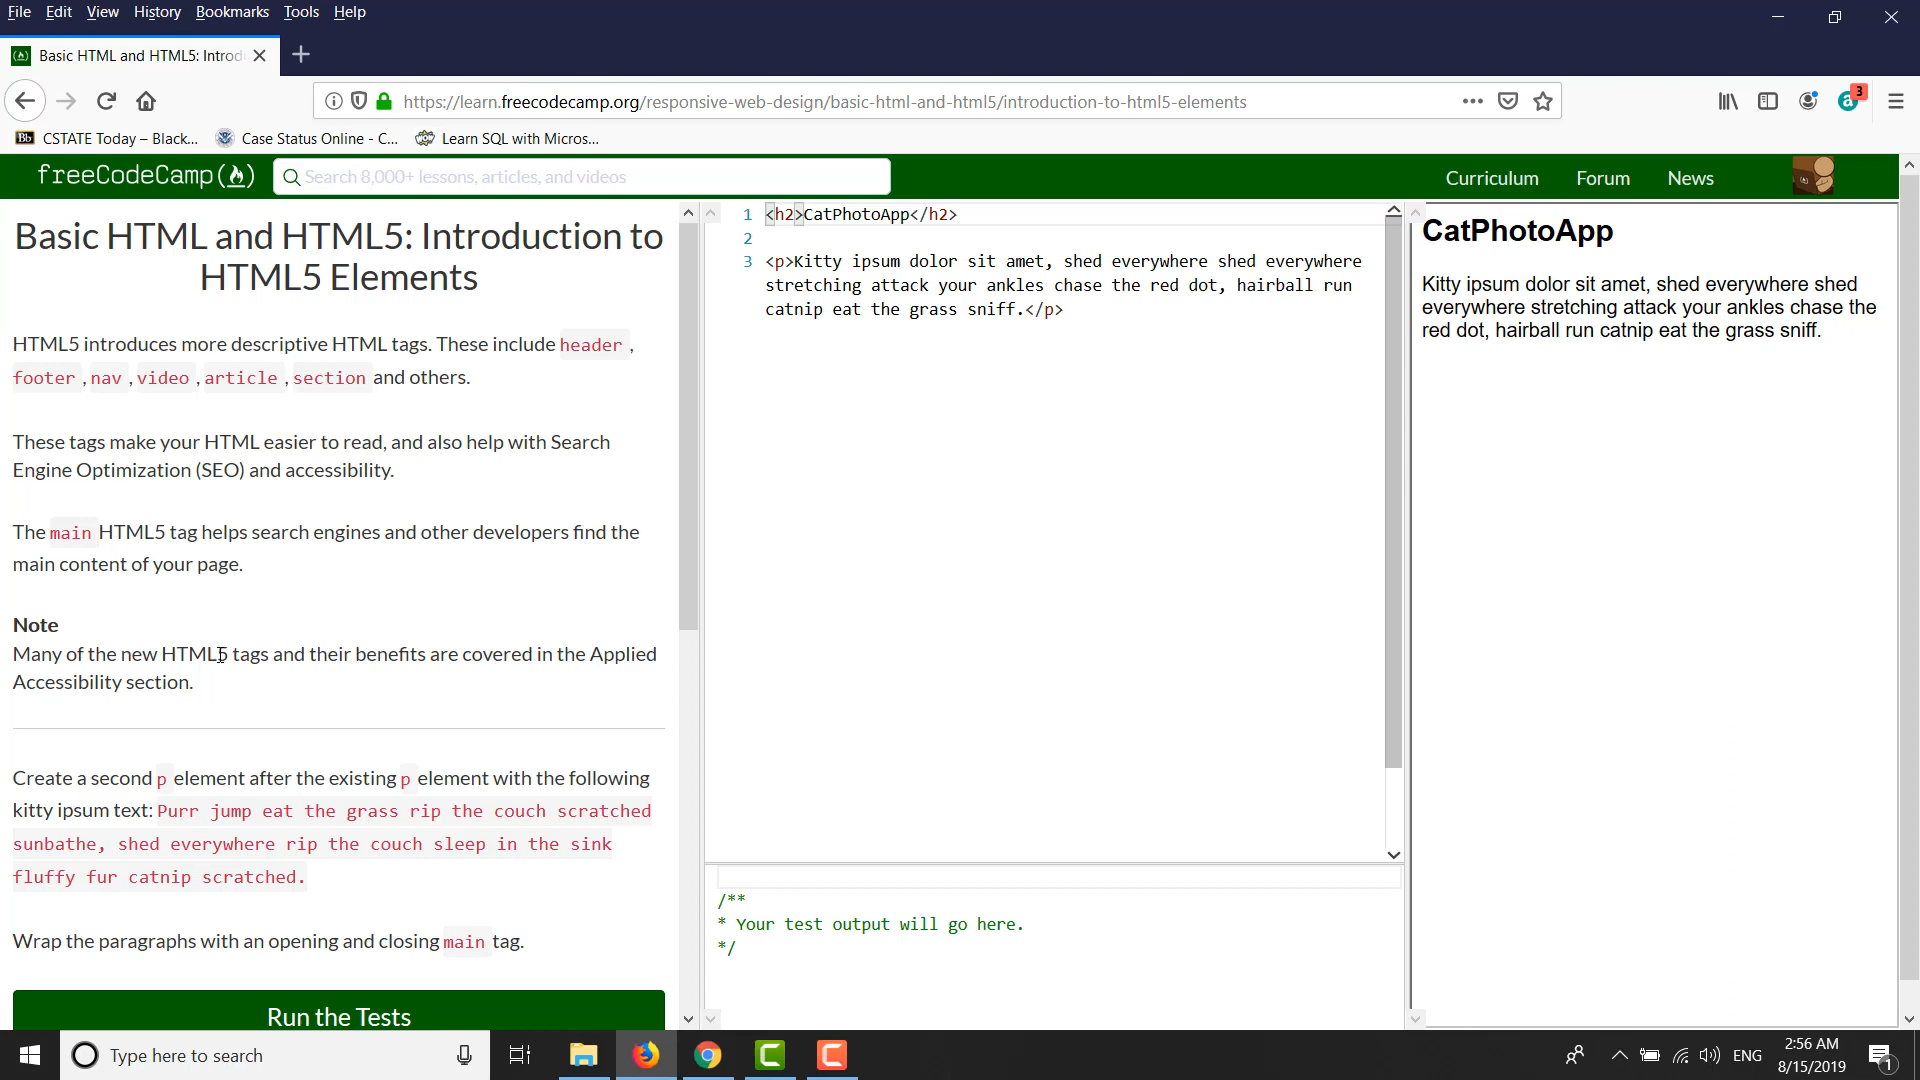 File Edit View History Bookmarks Tools Help
Basic HTML and HTML5: Introd
https://learn.freecodecamp.org/responsive-web-design/basic-html-and-html5/introduction-to-html5-elements
3
Bb CSTATE Today – Black... Case Status Online - C... Learn SQL with Micros...
freeCodeCamp Search 8,000+ lessons, articles, and videos
Curriculum Forum News
Basic HTML and HTML5: Introduction to
HTML5 Elements
HTML5 introduces more descriptive HTML tags. These include header ,
footer , nav , video , article , section and others.
These tags make your HTML easier to read, and also help with Search
Engine Optimization (SEO) and accessibility.
The main HTML5 tag helps search engines and other developers find the
main content of your page.
Note
Many of the new HTML5 tags and their benefits are covered in the Applied
Accessibility section.
Create a second p element after the existing p element with the following
kitty ipsum text: Purr jump eat the grass rip the couch scratched
sunbathe, shed everywhere rip the couch sleep in the sink
fluffy fur catnip scratched.
Wrap the paragraphs with an opening and closing main tag.
Run the Tests
1 <h2>CatPhotoApp</h2>
2
3 <p>Kitty ipsum dolor sit amet, shed everywhere shed everywhere
stretching attack your ankles chase the red dot, hairball run
catnip eat the grass sniff.</p>
/**
* Your test output will go here.
*/
CatPhotoApp
Kitty ipsum dolor sit amet, shed everywhere shed
everywhere stretching attack your ankles chase the
red dot, hairball run catnip eat the grass sniff.
Type here to search
ENG
2:56 AM
8/15/2019
1